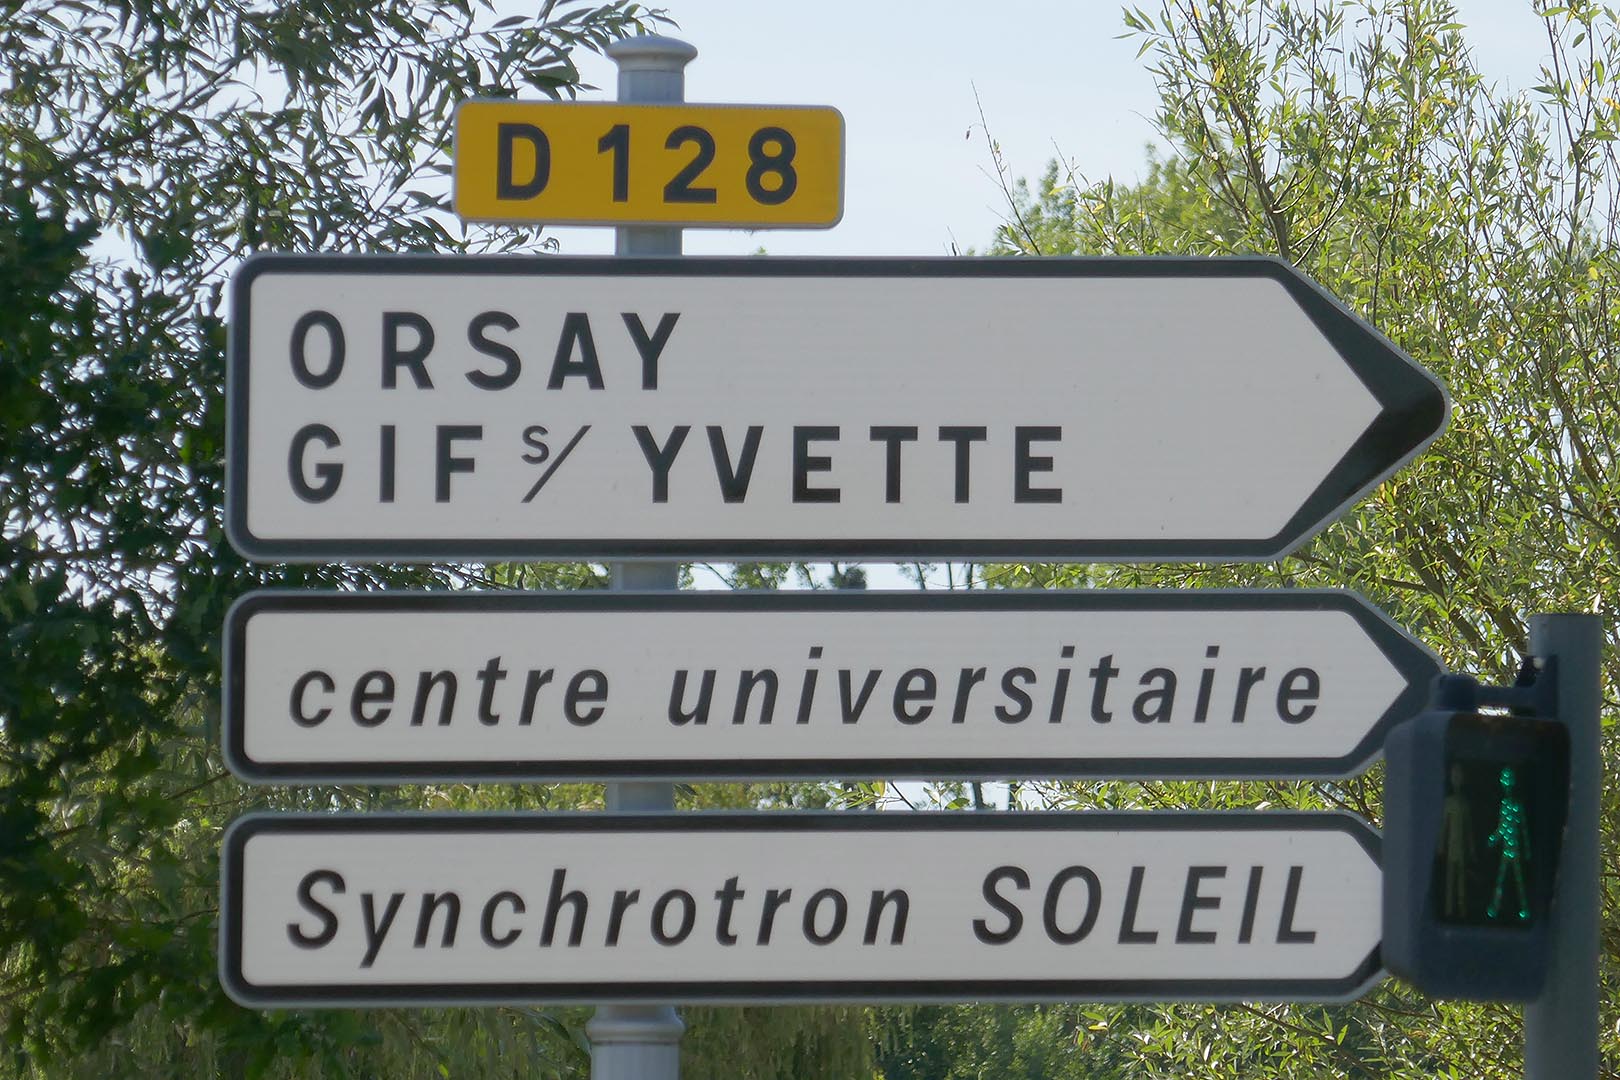 D 128
ORSAY
GIF s/ YVETTE
centre universitaire
Synchrotron SOLEIL